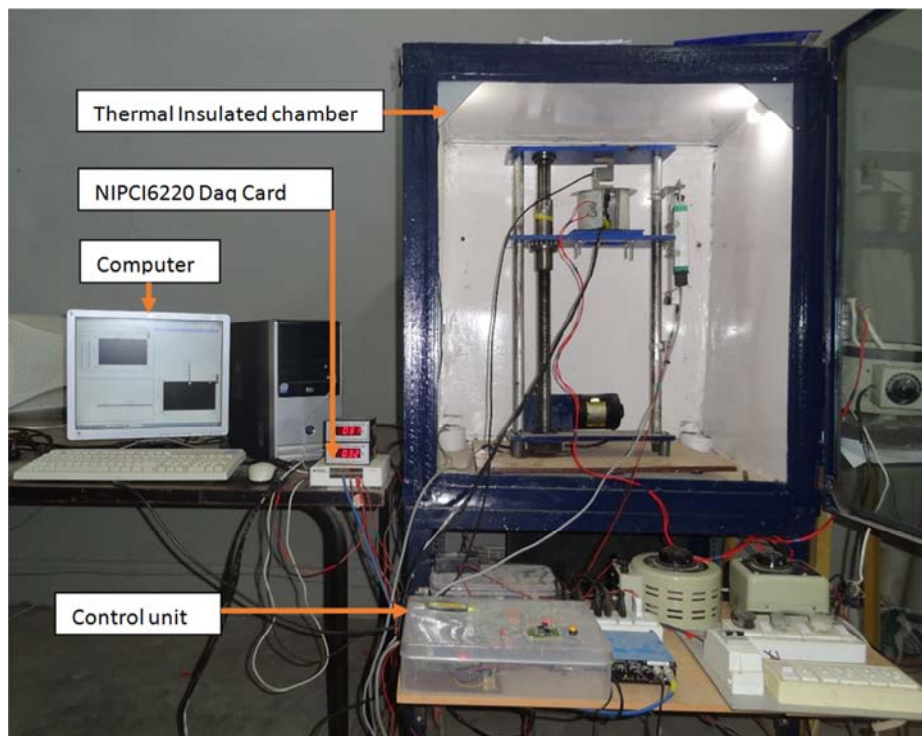 Thermal Insulated chamber
NIPCI6220 Daq Card
Computer
Control unit